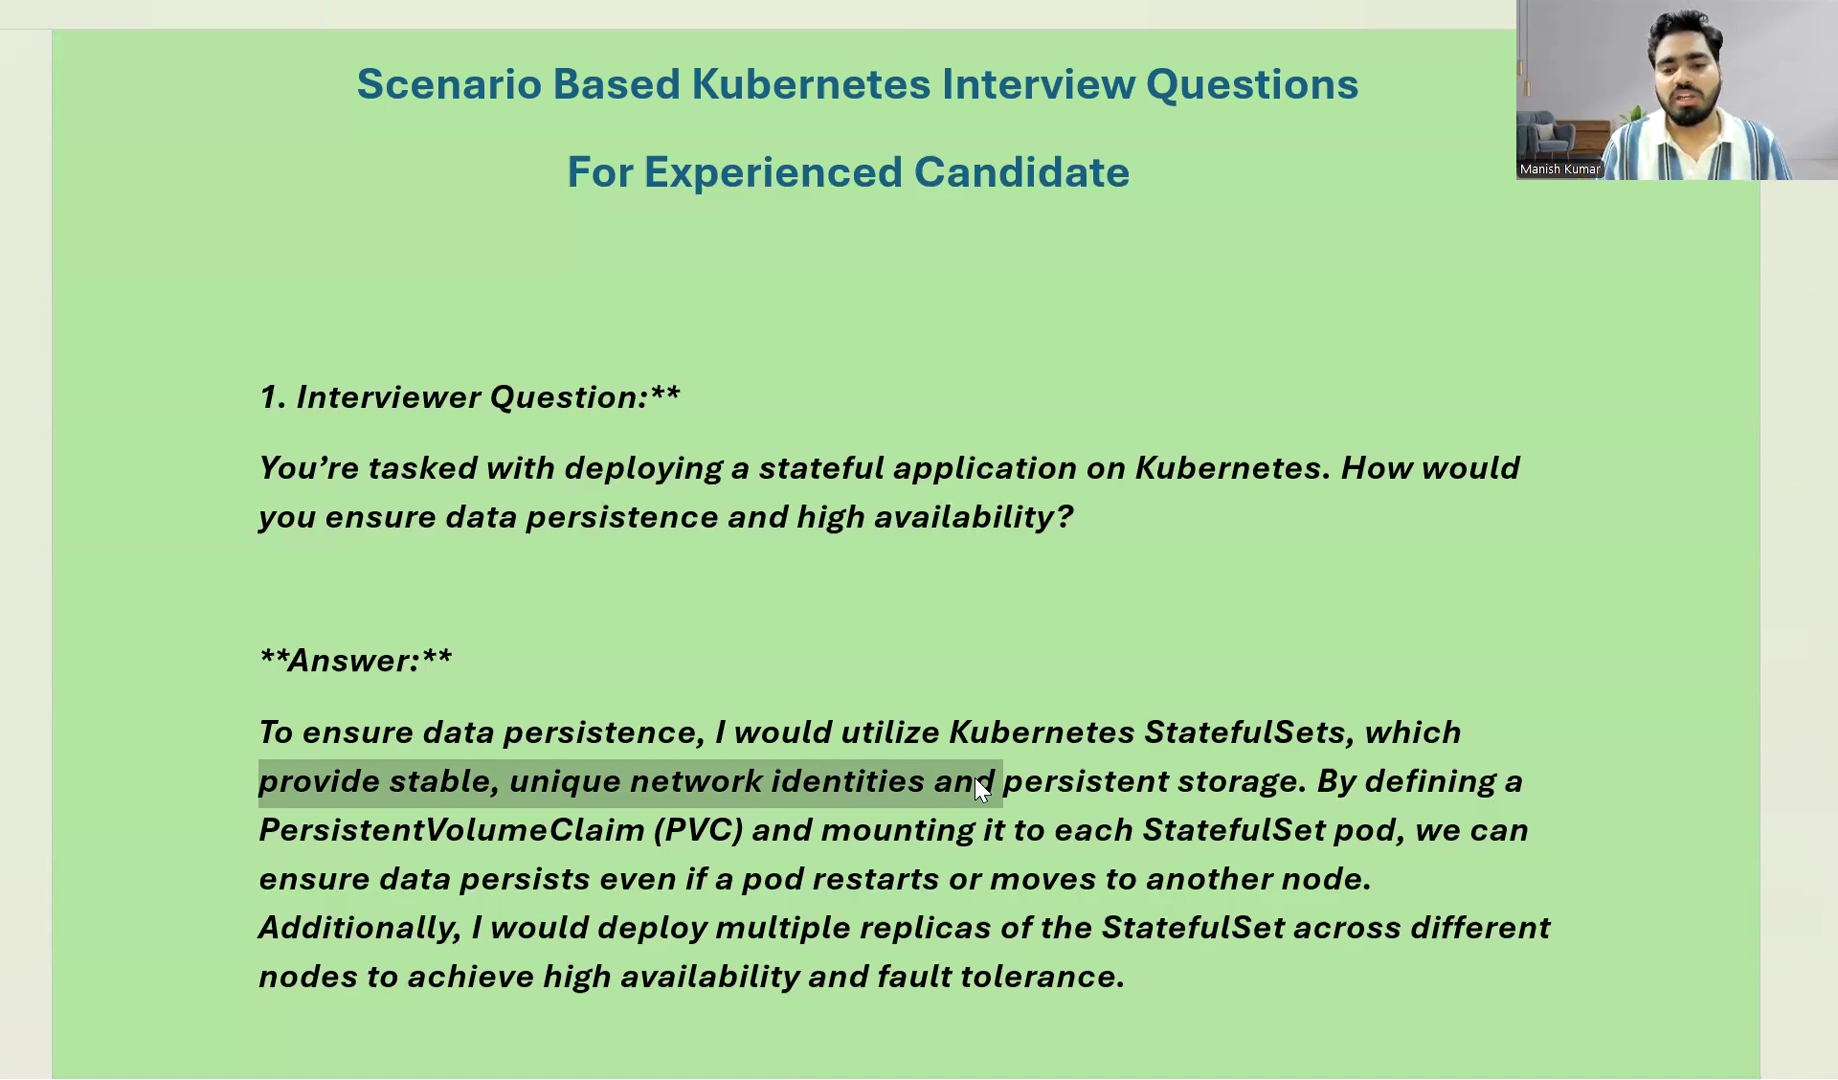 Scenario Based Kubernetes Interview Questions
For Experienced Candidate
Manish Kumar
1. Interviewer Question:**
You’re tasked with deploying a stateful application on Kubernetes. How would
you ensure data persistence and high availability?
**Answer:**
To ensure data persistence, I would utilize Kubernetes StatefulSets, which
provide stable, unique network identities and persistent storage. By defining a
PersistentVolumeClaim (PVC) and mounting it to each StatefulSet pod, we can
ensure data persists even if a pod restarts or moves to another node.
Additionally, I would deploy multiple replicas of the StatefulSet across different
nodes to achieve high availability and fault tolerance.